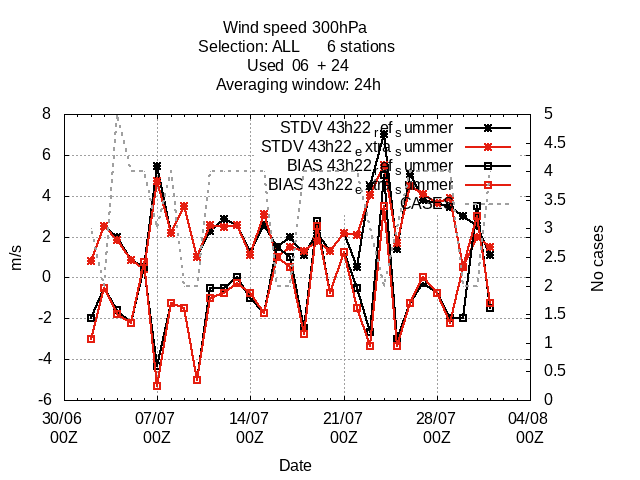 Wind speed 300hPa
Selection: ALL 6 stations
Used 06 + 24
Averaging window: 24h
STDV 43h22_ref_summer
STDV 43h22_extra_summer
BIAS 43h22_ref_summer
BIAS 43h22_extra_summer
CASES
8
6
4
2
0
-2
-4
-6
m/s
5
4.5
4
3.5
3
2.5
2
1.5
1
0.5
0
No cases
30/06 07/07 14/07 21/07 28/07 04/08
00Z 00Z 00Z 00Z 00Z 00Z
Date